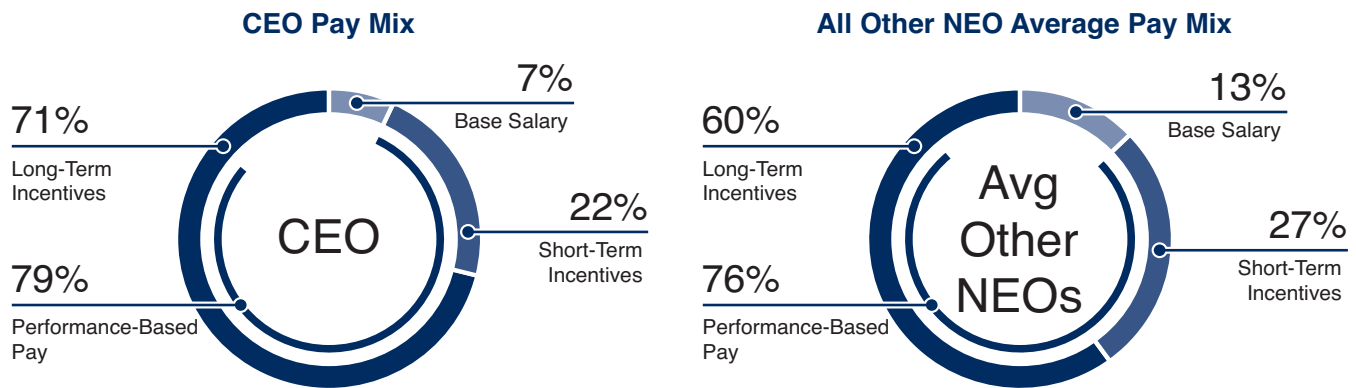 CEO Pay Mix
7%
Base Salary
71%
Long-Term
Incentives
CEO
22%
Short-Term
Incentives
79%
Performance-Based
Pay
All Other NEO Average Pay Mix
13%
Base Salary
60%
Long-Term
Incentives
Avg
Other
NEOs
27%
Short-Term
Incentives
76%
Performance-Based
Pay